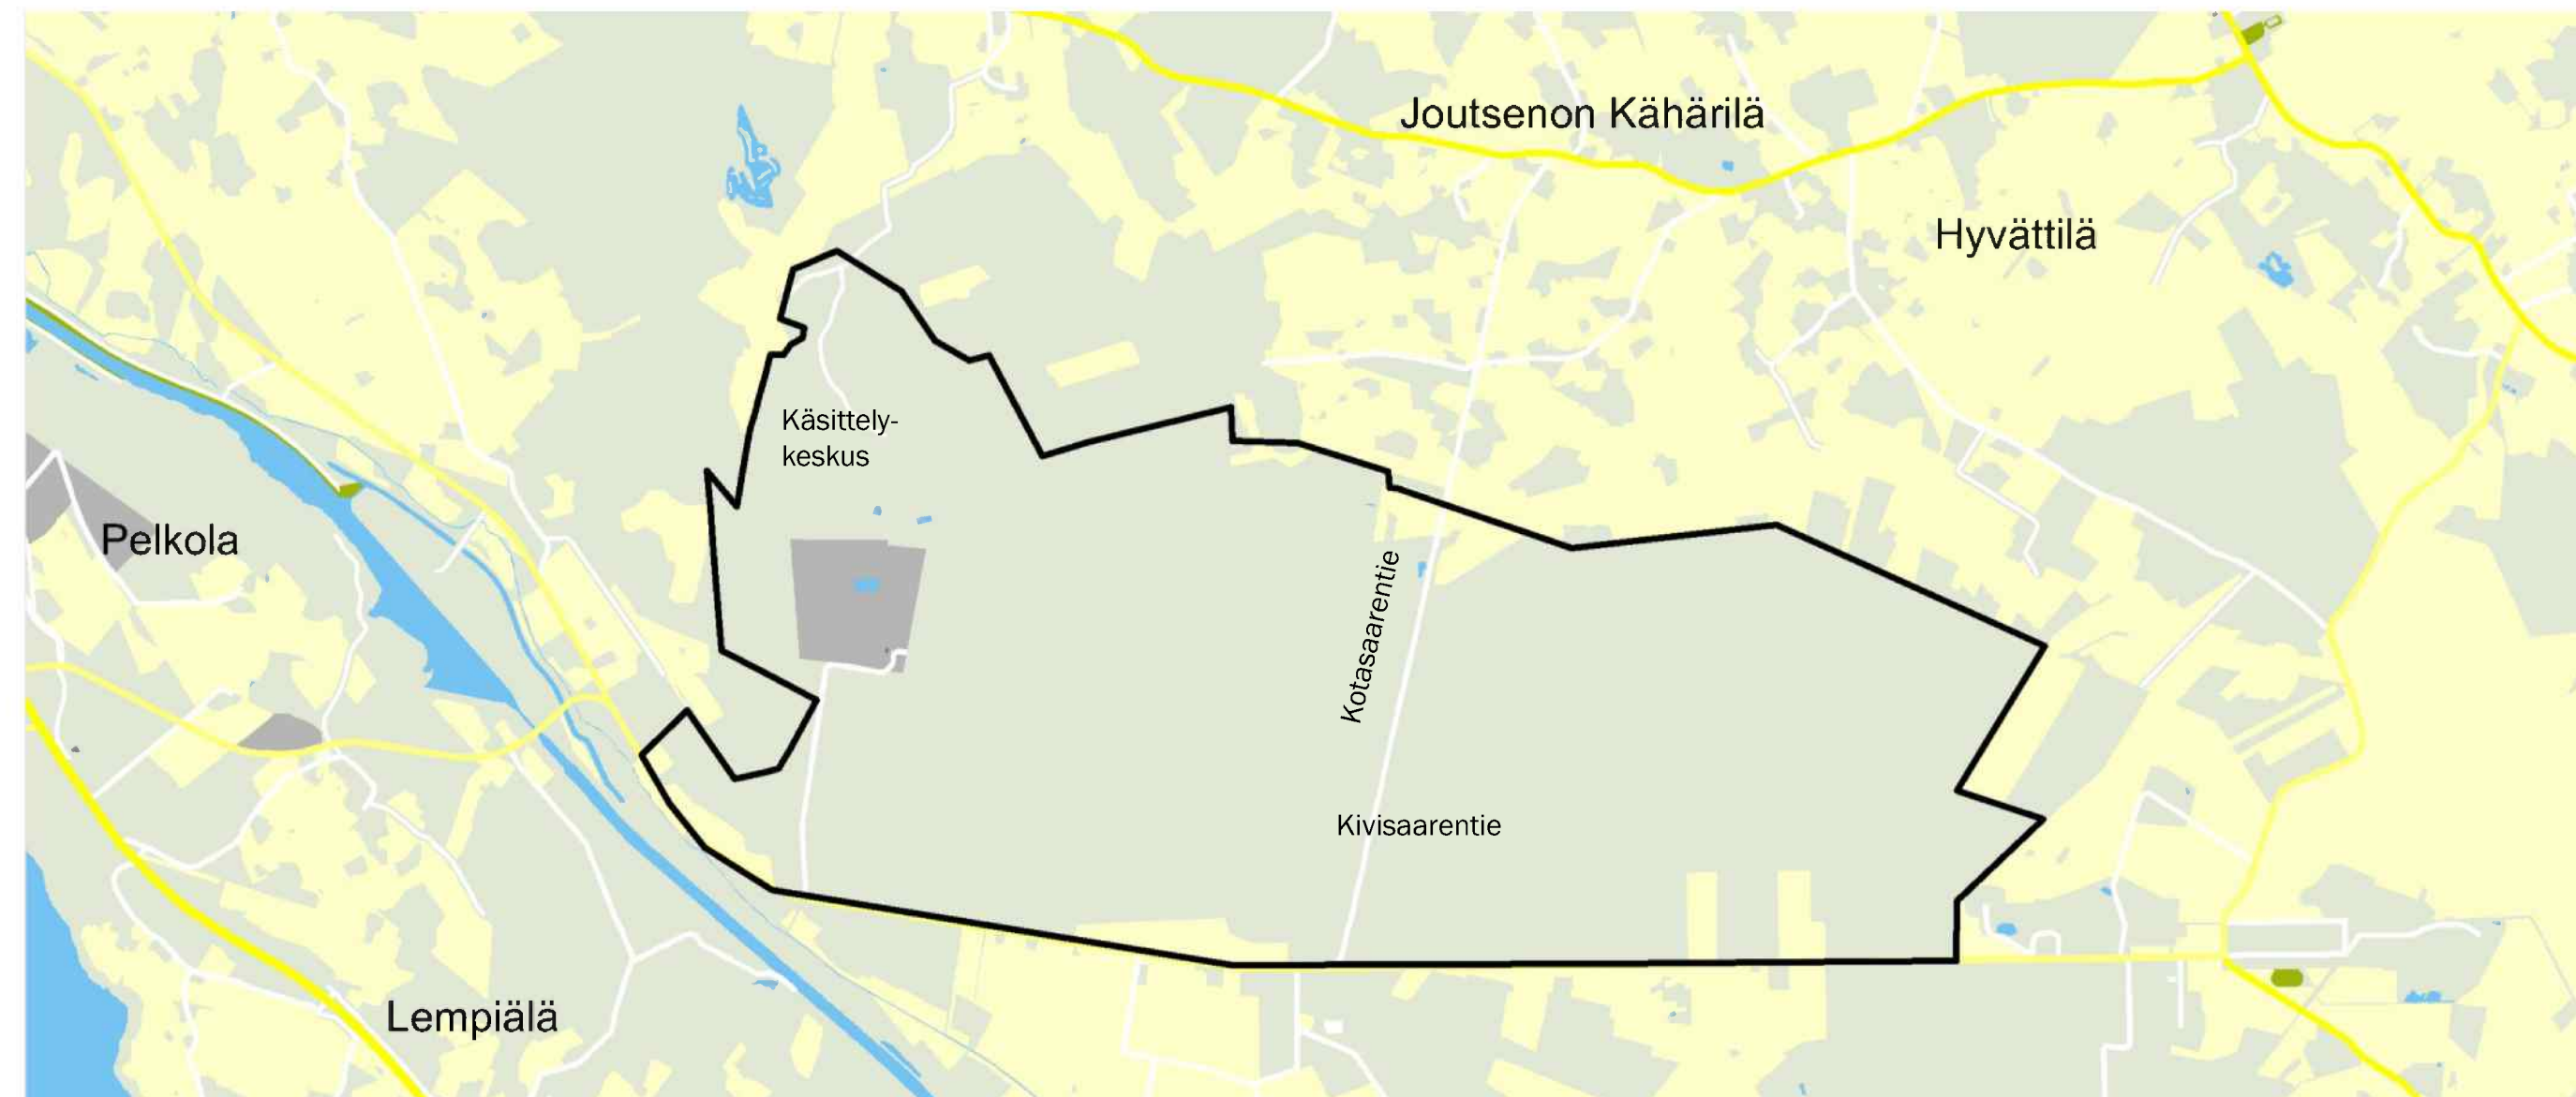 Joutsenon Kähärilä
Hyvättilä
Käsittely-
keskus
Pelkola
Kotasaarentie
Kivisaarentie
Lempiälä